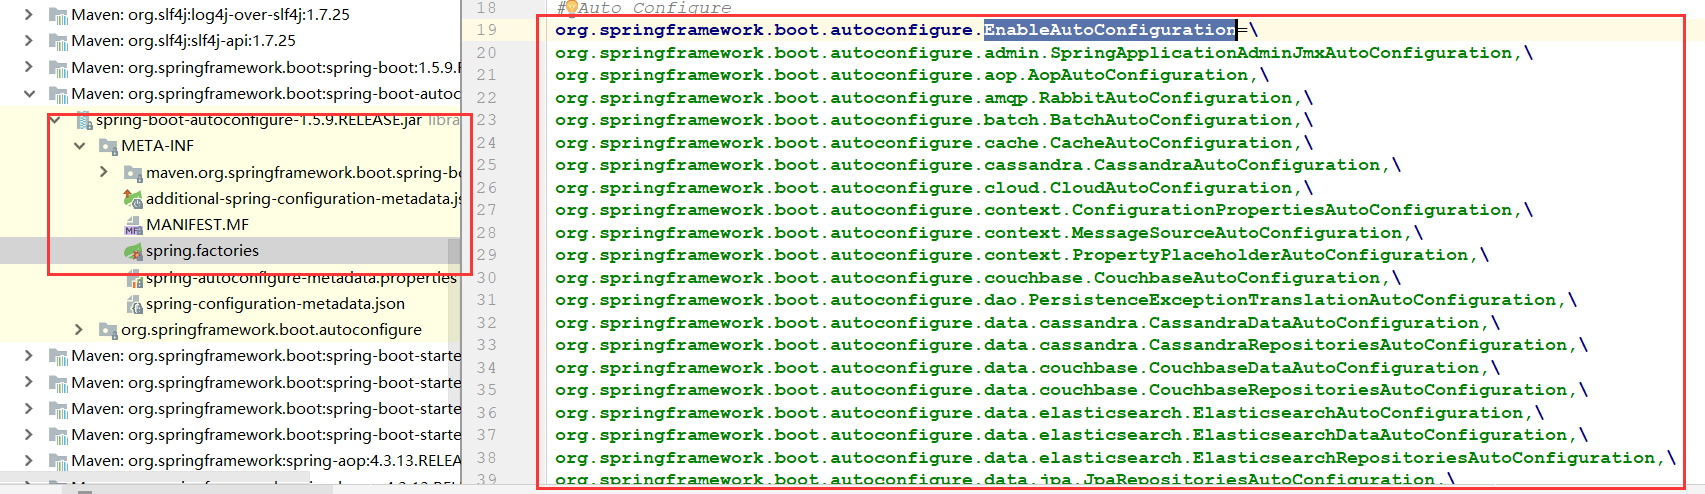 Maven: org.slf4j:log4j-over-slf4j:1.7.25
Maven: org.slf4j:slf4j-api:1.7.25
Maven: org.springframework.boot:spring-boot:1.5.9.R
Maven: org.springframework.boot:spring-boot-autoc
spring-boot-autoconfigure-1.5.9.RELEASE.jar libra
META-INF
maven.org.springframework.boot.spring-bo
additional-spring-configuration-metadata.js
MANIFEST.MF
spring.factories
spring-autoconfigure-metadata.properties
spring-configuration-metadata.json
org.springframework.boot.autoconfigure
Maven: org.springframework.boot:spring-boot-starte
Maven: org.springframework.boot:spring-boot-starte
Maven: org.springframework.boot:spring-boot-starte
Maven: org.springframework.boot:spring-boot-starte
Maven: org.springframework:spring-aop:4.3.13.RELEA
18 # Auto Configure
19 org.springframework.boot.autoconfigure.EnableAutoConfiguration=\
20 org.springframework.boot.autoconfigure.admin.SpringApplicationAdminJmxAutoConfiguration,\
21 org.springframework.boot.autoconfigure.aop.AopAutoConfiguration,\
22 org.springframework.boot.autoconfigure.amqp.RabbitAutoConfiguration,\
23 org.springframework.boot.autoconfigure.batch.BatchAutoConfiguration,\
24 org.springframework.boot.autoconfigure.cache.CacheAutoConfiguration,\
25 org.springframework.boot.autoconfigure.cassandra.CassandraAutoConfiguration,\
26 org.springframework.boot.autoconfigure.cloud.CloudAutoConfiguration,\
27 org.springframework.boot.autoconfigure.context.ConfigurationPropertiesAutoConfiguration,\
28 org.springframework.boot.autoconfigure.context.MessageSourceAutoConfiguration,\
29 org.springframework.boot.autoconfigure.context.PropertyPlaceholderAutoConfiguration,\
30 org.springframework.boot.autoconfigure.couchbase.CouchbaseAutoConfiguration,\
31 org.springframework.boot.autoconfigure.dao.PersistenceExceptionTranslationAutoConfiguration,\
32 org.springframework.boot.autoconfigure.data.cassandra.CassandraDataAutoConfiguration,\
33 org.springframework.boot.autoconfigure.data.cassandra.CassandraRepositoriesAutoConfiguration,\
34 org.springframework.boot.autoconfigure.data.couchbase.CouchbaseDataAutoConfiguration,\
35 org.springframework.boot.autoconfigure.data.couchbase.CouchbaseRepositoriesAutoConfiguration,\
36 org.springframework.boot.autoconfigure.data.elasticsearch.ElasticsearchAutoConfiguration,\
37 org.springframework.boot.autoconfigure.data.elasticsearch.ElasticsearchDataAutoConfiguration,\
38 org.springframework.boot.autoconfigure.data.elasticsearch.ElasticsearchRepositoriesAutoConfiguration,\
39 org.springframework.boot.autoconfigure.data.jpa.JpaRepositoriesAutoConfiguration,\